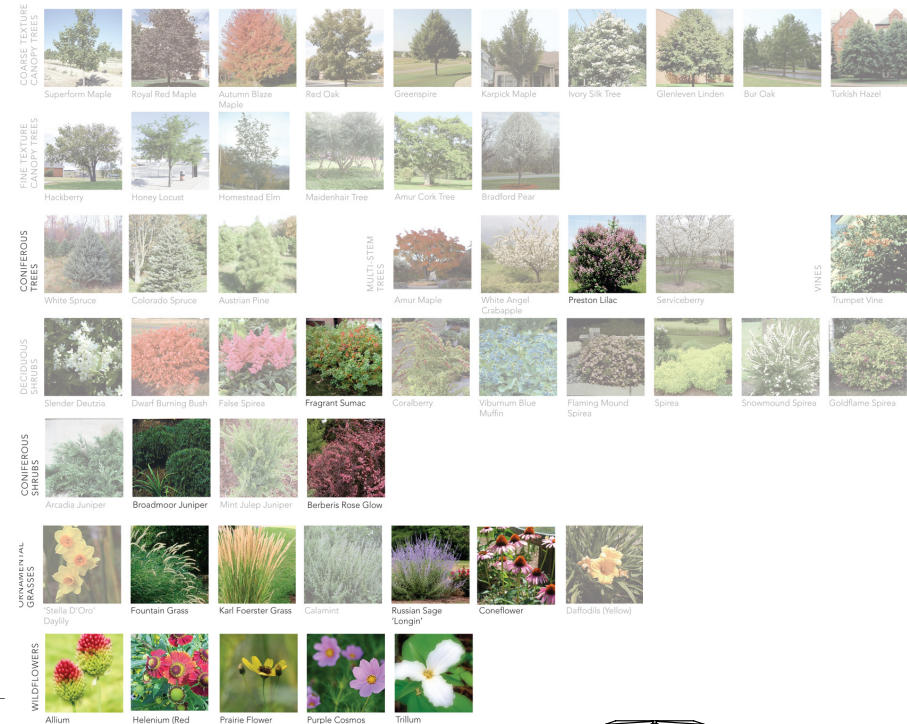 COARSE TEXTURE
CANOPY TREES
Superform Maple
Royal Red Maple
Autumn Blaze
Maple
Red Oak
Greenspire
Karpick Maple
Ivory Silk Tree
Glenleven Linden
Bur Oak
Turkish Hazel
FINE TEXTURE
CANOPY TREES
Hackberry
Honey Locust
Homestead Elm
Maidenhair Tree
Amur Cork Tree
Bradford Pear
CONIFEROUS
TREES
White Spruce
Colorado Spruce
Austrian Pine
MULTI-STEM
TREES
Amur Maple
White Angel
Crabapple
Preston Lilac
Serviceberry
VINES
Trumpet Vine
DECIDUOUS
SHRUBS
Slender Deutzia
Dwarf Burning Bush
False Spirea
Fragrant Sumac
Coralberry
Viburnum Blue
Muffin
Flaming Mound
Spirea
Spirea
Snowmound Spirea
Goldflame Spirea
CONIFEROUS
SHRUBS
Arcadia Juniper
Broadmoor Juniper
Mint Julep Juniper
Berberis Rose Glow
ORNAMENTAL
GRASSES
'Stella D'Oro'
Daylily
Fountain Grass
Karl Foerster Grass
Calamint
Russian Sage
'Longin'
Coneflower
Daffodils (Yellow)
WILDFLOWERS
Allium
Helenium (Red
Prairie Flower
Purple Cosmos
Trillum